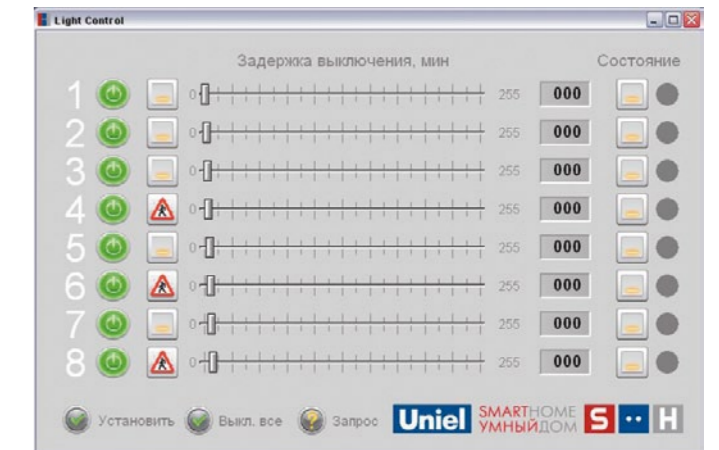 Light Control
Задержка выключения, мин Состояние
1 0 255 000
2 0 255 000
3 0 255 000
4 0 255 000
5 0 255 000
6 0 255 000
7 0 255 000
8 0 255 000
Установить Выкл. все Запрос Uniel SMARTHOME S H
УМНЫЙДОМ